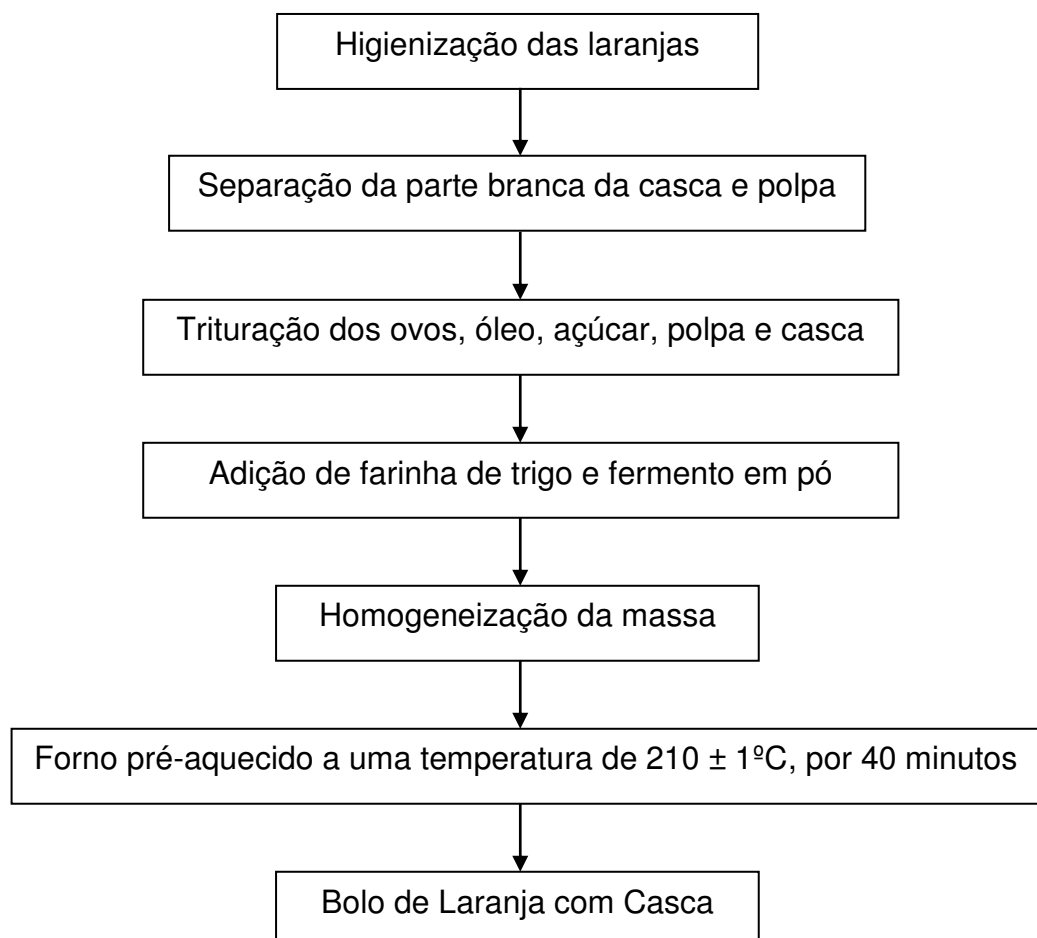 Higienização das laranjas
Separação da parte branca da casca e polpa
Trituração dos ovos, óleo, açúcar, polpa e casca
Adição de farinha de trigo e fermento em pó
Homogeneização da massa
Forno pré-aquecido a uma temperatura de 210 ± 1ºC, por 40 minutos
Bolo de Laranja com Casca